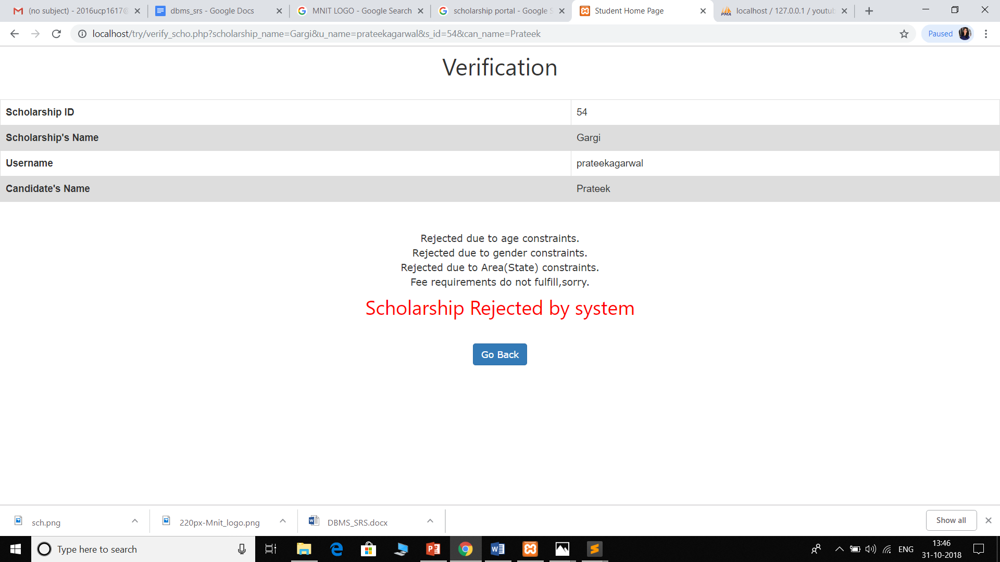 (no subject) - 2016ucp1617@
dbms_srs - Google Docs
MNIT LOGO - Google Search
scholarship portal - Google S
Student Home Page
PMA
localhost / 127.0.0.1 / youtub
localhost/try/verify_scho.php?scholarship_name=Gargi&u_name=prateekagarwal&s_id=54&can_name=Prateek
Paused
Verification
Scholarship ID 54
Scholarship's Name Gargi
Username prateekagarwal
Candidate's Name Prateek
Rejected due to age constraints.
Rejected due to gender constraints.
Rejected due to Area(State) constraints.
Fee requirements do not fulfill,sorry.
Scholarship Rejected by system
Go Back
sch.png
220px-Mnit_logo.png
DBMS_SRS.docx
Show all
Type here to search
ENG
13:46
31-10-2018